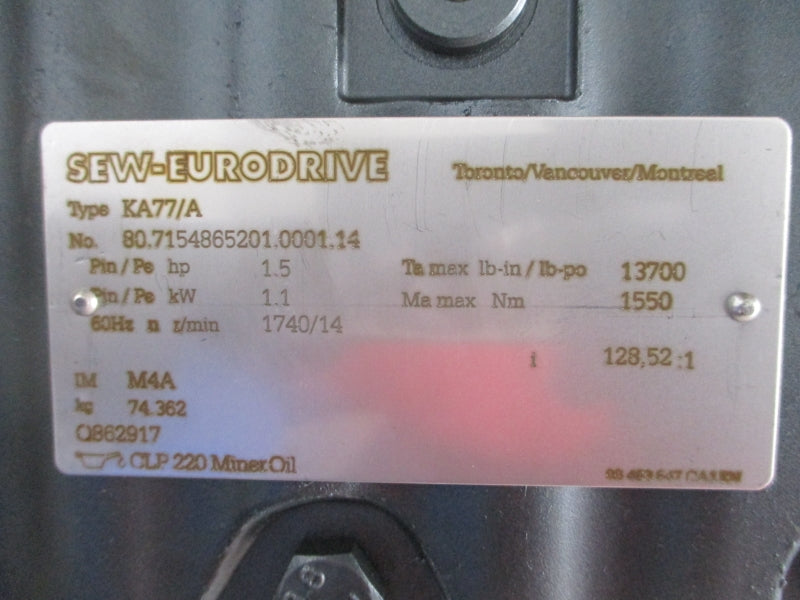 SEW-EURODRIVE Toronto/Vancouver/Montreal
Type KA77/A
No. 80.7154865201.0001.14
Pin/Pe hp 1.5 Ta max lb-in / lb-po 13700
Pin/Pe kW 1.1 Ma max Nm 1550
60Hz n r/min 1740/14
i 128,52 :1
IM M4A
kg 74.362
Q862917
CLP 220 Miner.Oil